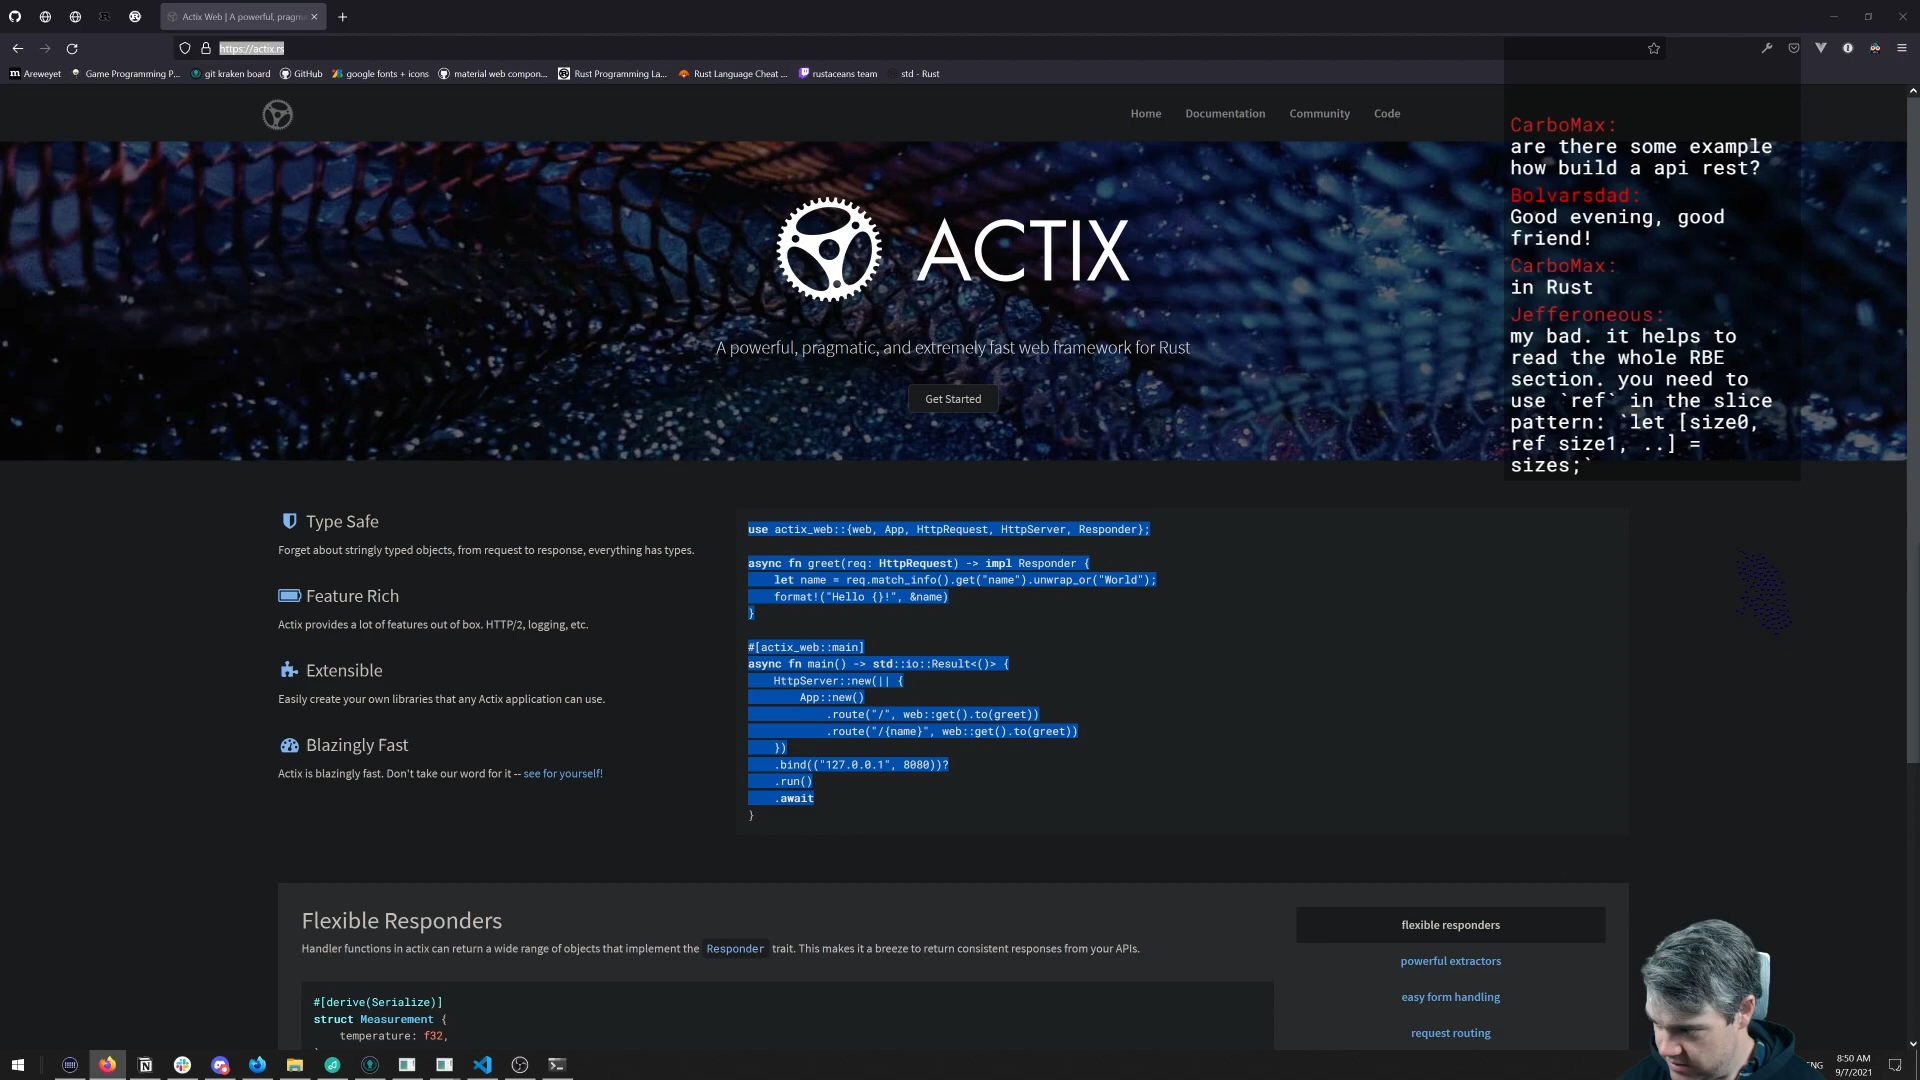 Actix Web | A powerful, pragm
https://actix.rs
Areweyet
Game Programming P...
git kraken board
GitHub
google fonts + icons
material web compon...
Rust Programming La...
Rust Language Cheat ...
rustaceans team
std - Rust
Home
Documentation
Community
Code
ACTIX
A powerful, pragmatic, and extremely fast web framework for Rust
Get Started
CarboMax:
are there some example
how build a api rest?
Bolvarsdad:
Good evening, good
friend!
CarboMax:
in Rust
Jefferoneous:
my bad. it helps to
read the whole RBE
section. you need to
use `ref` in the slice
pattern: `let [size0,
ref size1, ..] =
sizes;`
Type Safe
Forget about stringly typed objects, from request to response, everything has types.
Feature Rich
Actix provides a lot of features out of box. HTTP/2, logging, etc.
Extensible
Easily create your own libraries that any Actix application can use.
Blazingly Fast
Actix is blazingly fast. Don't take our word for it -- see for yourself!
use actix_web::{web, App, HttpRequest, HttpServer, Responder};
async fn greet(req: HttpRequest) -> impl Responder {
let name = req.match_info().get("name").unwrap_or("World");
format!("Hello {}!", &name)
}
#[actix_web::main]
async fn main() -> std::io::Result<()> {
HttpServer::new(|| {
App::new()
.route("/", web::get().to(greet))
.route("/{name}", web::get().to(greet))
})
.bind(("127.0.0.1", 8080))?
.run()
.await
}
Flexible Responders
Handler functions in actix can return a wide range of objects that implement the Responder trait. This makes it a breeze to return consistent responses from your APIs.
#[derive(Serialize)]
struct Measurement {
temperature: f32,
flexible responders
powerful extractors
easy form handling
request routing
NG
8:50 AM
9/7/2021